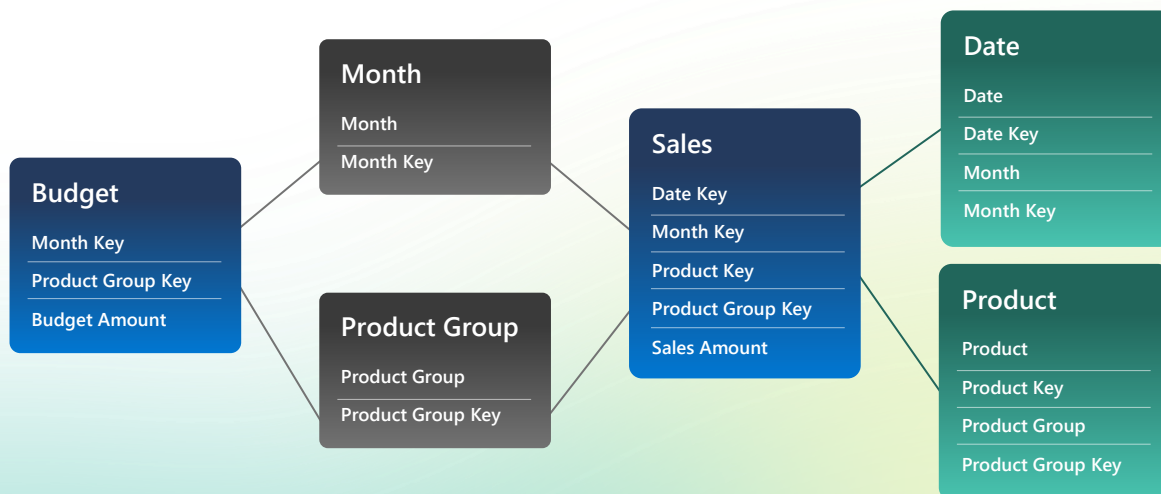 Budget
Month Key
Product Group Key
Budget Amount
Month
Month
Month Key
Product Group
Product Group
Product Group Key
Sales
Date Key
Month Key
Product Key
Product Group Key
Sales Amount
Date
Date
Date Key
Month
Month Key
Product
Product
Product Key
Product Group
Product Group Key